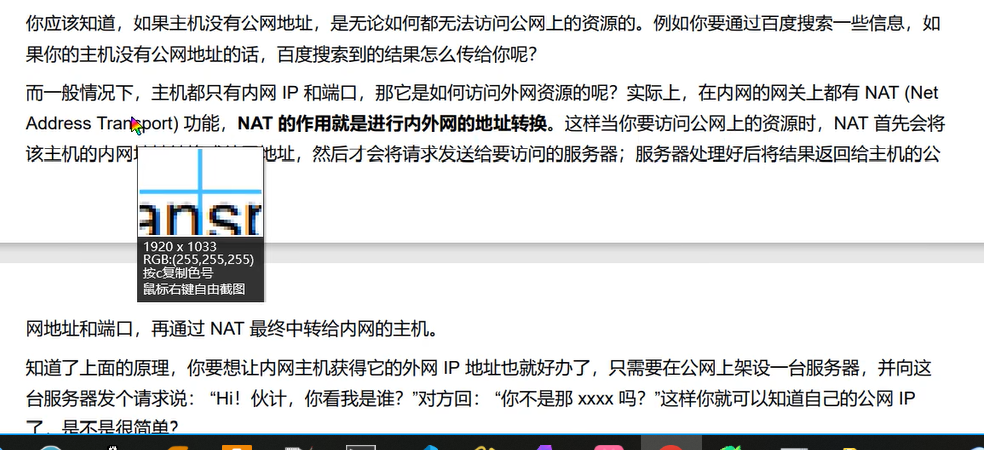 你应该知道，如果主机没有公网地址，是无论如何都无法访问公网上的资源的。例如你要通过百度搜索一些信息，如
果你的主机没有公网地址的话，百度搜索到的结果怎么传给你呢？
而一般情况下，主机都只有内网 IP 和端口，那它是如何访问外网资源的呢？实际上，在内网的网关上都有 NAT (Net
Address Transport) 功能，NAT 的作用就是进行内外网的地址转换。这样当你要访问公网上的资源时，NAT 首先会将
该主机的内网 地址，然后才会将请求发送给要访问的服务器；服务器处理好后将结果返回给主机的公
ansp
1920 x 1033
RGB:(255,255,255)
按c复制色号
鼠标右键自由截图
网地址和端口，再通过 NAT 最终中转给内网的主机。
知道了上面的原理，你要想让内网主机获得它的外网 IP 地址也就好办了，只需要在公网上架设一台服务器，并向这
台服务器发个请求说： “Hi！伙计，你看我是谁？”对方回： “你不是那 xxxx 吗？”这样你就可以知道自己的公网 IP
了，是不是很简单？